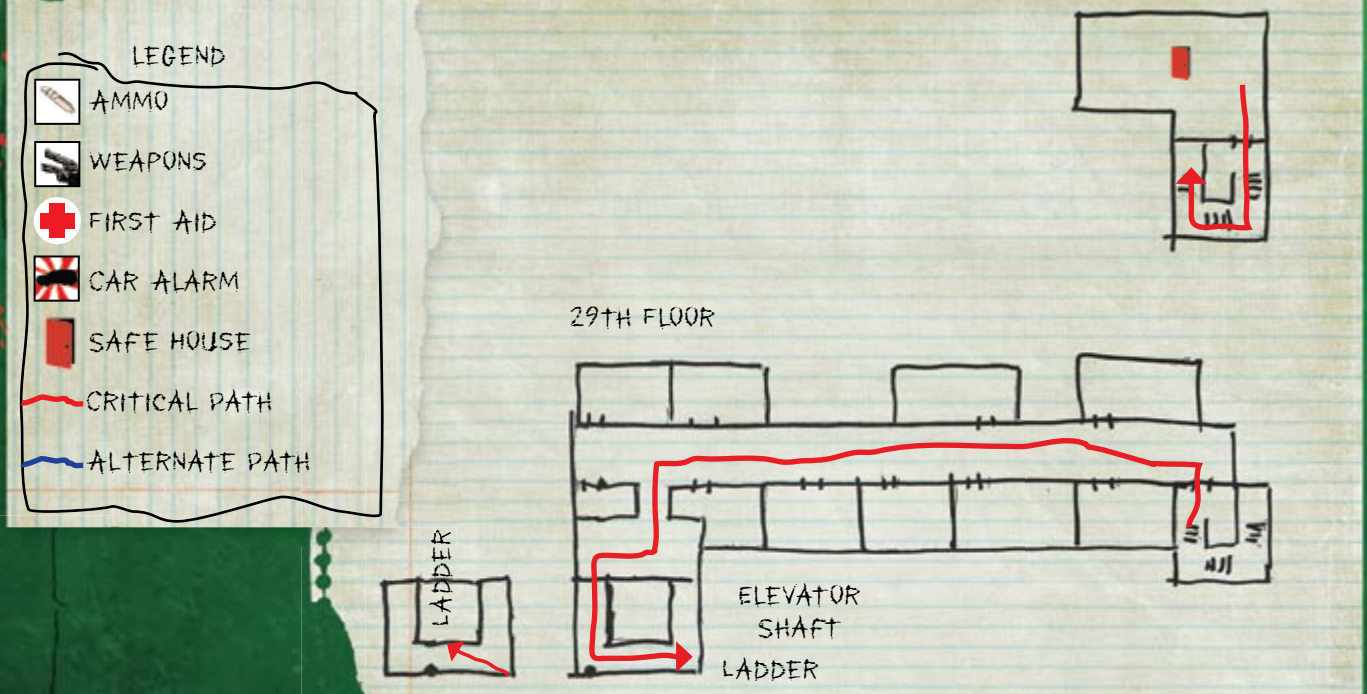 LEGEND
AMMO
WEAPONS
FIRST AID
CAR ALARM
SAFE HOUSE
CRITICAL PATH
ALTERNATE PATH
29TH FLOOR
LADDER
ELEVATOR
SHAFT
LADDER